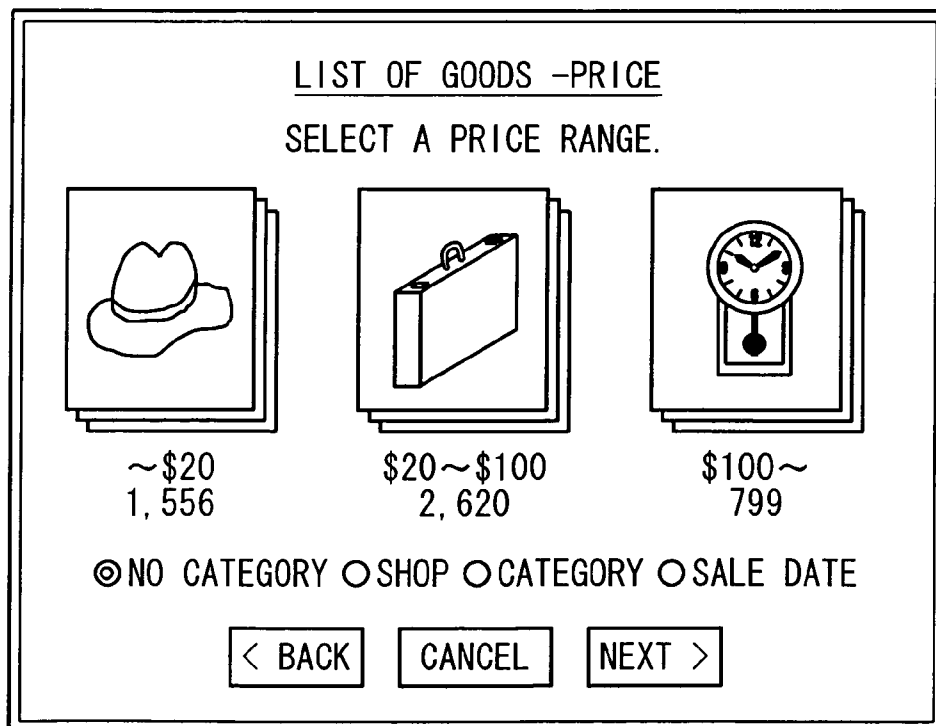 LIST OF GOODS -PRICE
SELECT A PRICE RANGE.
12
~$20 $20~$100 $100~
1,556 2,620 799
◎NO CATEGORY ○SHOP ○CATEGORY ○SALE DATE
< BACK CANCEL NEXT >